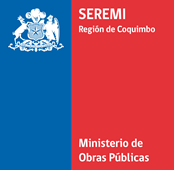 SEREMI
Región de Coquimbo
Ministerio de
Obras Públicas